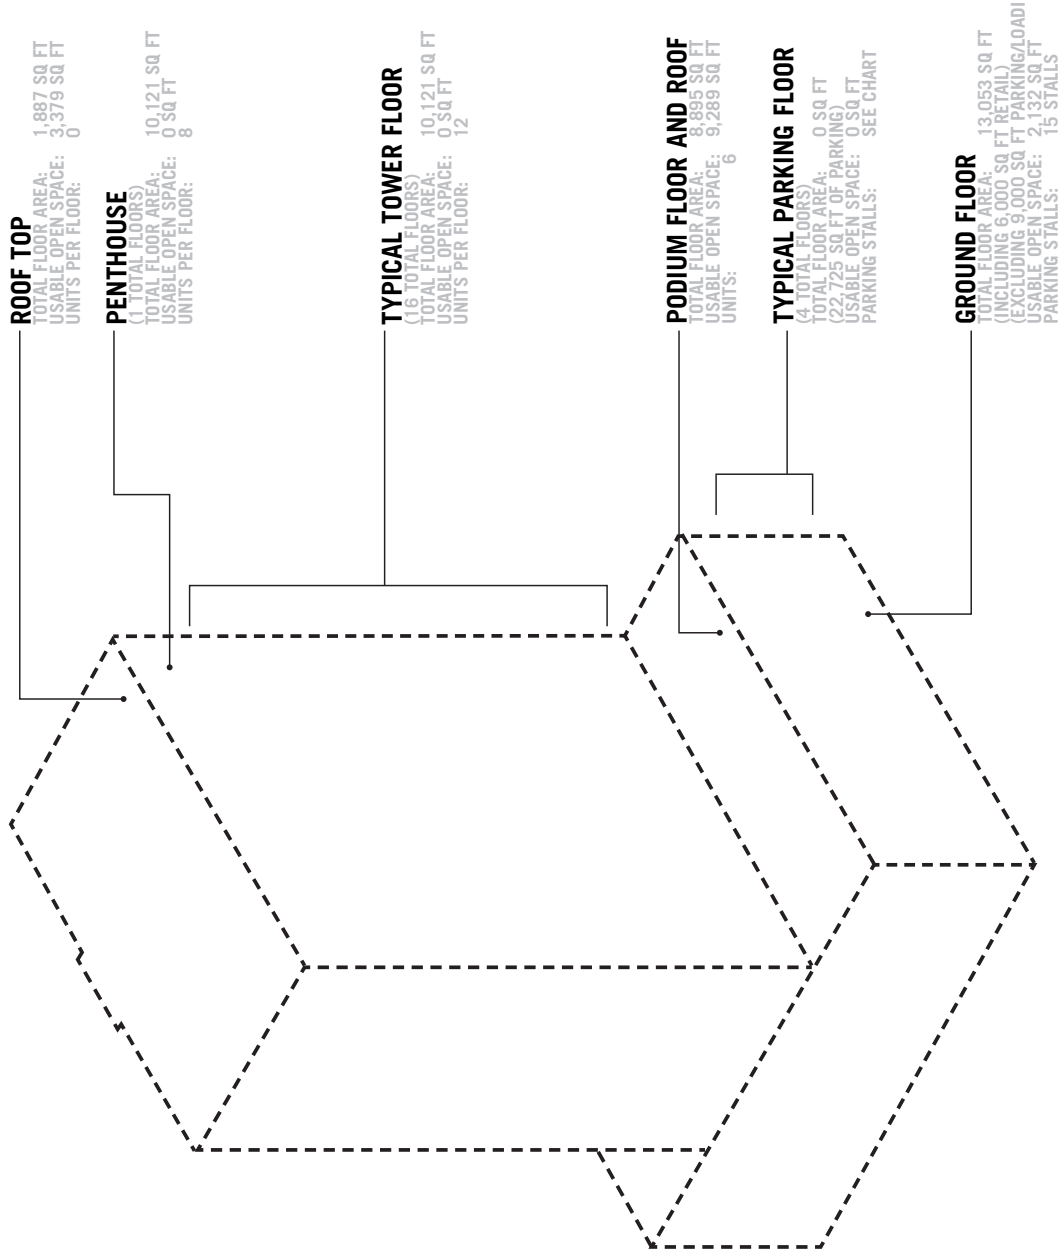 ROOF TOP
TOTAL FLOOR AREA: 1,887 SQ FT
USABLE OPEN SPACE: 3,379 SQ FT
UNITS PER FLOOR: 0
PENTHOUSE
(1 TOTAL FLOORS)
TOTAL FLOOR AREA: 10,121 SQ FT
USABLE OPEN SPACE: 0 SQ FT
UNITS PER FLOOR: 8
TYPICAL TOWER FLOOR
(16 TOTAL FLOORS)
TOTAL FLOOR AREA: 10,121 SQ FT
USABLE OPEN SPACE: 0 SQ FT
UNITS PER FLOOR: 12
PODIUM FLOOR AND ROOF
TOTAL FLOOR AREA: 8,895 SQ FT
USABLE OPEN SPACE: 9,289 SQ FT
UNITS: 6
TYPICAL PARKING FLOOR
(4 TOTAL FLOORS)
TOTAL FLOOR AREA: 0 SQ FT
(22,725 SQ FT OF PARKING)
USABLE OPEN SPACE: 0 SQ FT
PARKING STALLS: SEE CHART
GROUND FLOOR
TOTAL FLOOR AREA: 13,053 SQ FT
(INCLUDING 6,000 SQ FT RETAIL)
(EXCLUDING 9,000 SQ FT PARKING/LOADI
USABLE OPEN SPACE: 2,132 SQ FT
PARKING STALLS: 15 STALLS